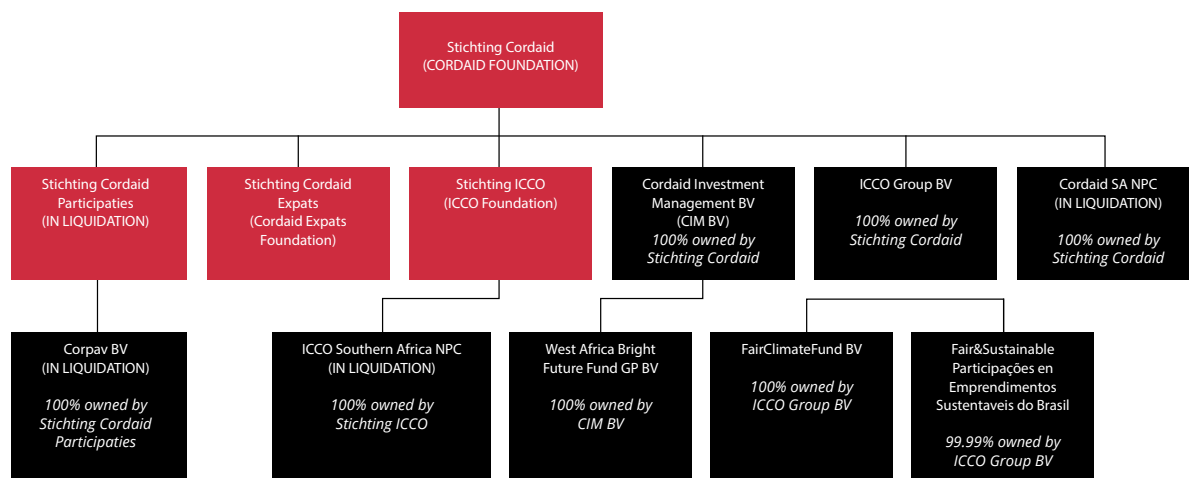 Stichting Cordaid
(CORDAID FOUNDATION)
Stichting Cordaid
Participaties
(IN LIQUIDATION)
Stichting Cordaid
Expats
(Cordaid Expats
Foundation)
Stichting ICCO
(ICCO Foundation)
Cordaid Investment
Management BV
(CIM BV)
100% owned by
Stichting Cordaid
ICCO Group BV
100% owned by
Stichting Cordaid
Cordaid SA NPC
(IN LIQUIDATION)
100% owned by
Stichting Cordaid
Corpav BV
(IN LIQUIDATION)
100% owned by
Stichting Cordaid
Participaties
ICCO Southern Africa NPC
(IN LIQUIDATION)
100% owned by
Stichting ICCO
West Africa Bright
Future Fund GP BV
100% owned by
CIM BV
FairClimateFund BV
100% owned by
ICCO Group BV
Fair&Sustainable
Participações en
Emprendimentos
Sustentaveis do Brasil
99.99% owned by
ICCO Group BV